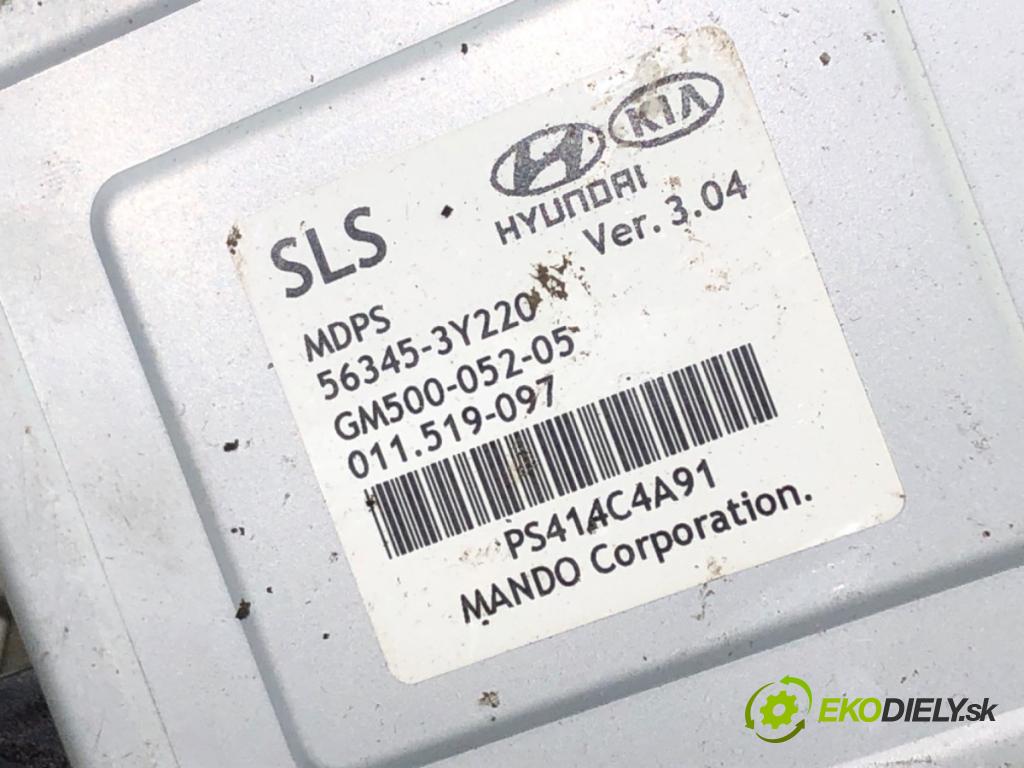 KIA
HYUNDAI
SLS
Ver. 3.04
MDPS
56345-3Y220
GM500-052-05
011.519-097
PS414C4A91
MANDO Corporation.
EKODIELY.sk